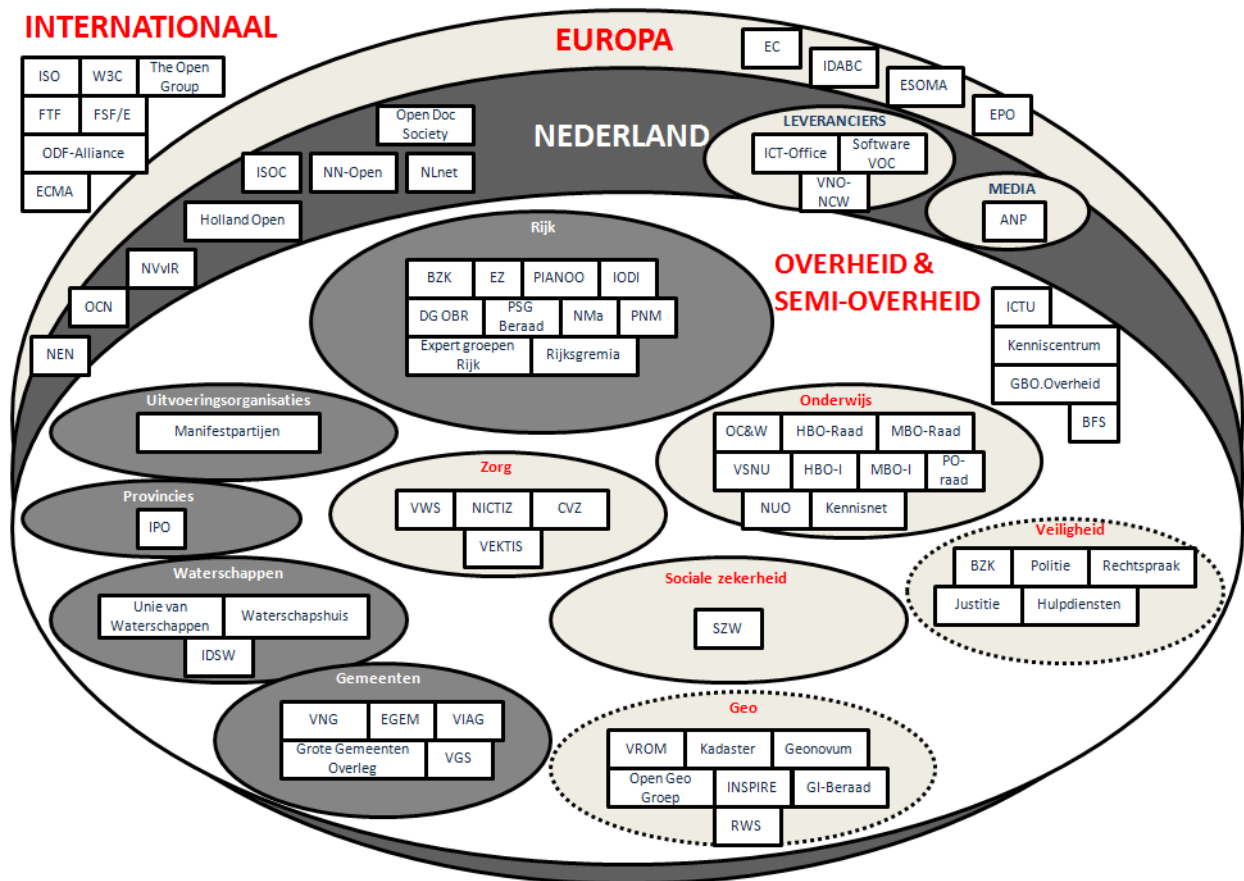 INTERNATIONAAL
ISO
W3C
The Open
Group
FTF
FSF/E
ODF-Alliance
ECMA
EUROPA
EC
IDABC
ESOMA
EPO
NEDERLAND
Open Doc
Society
ISOC
NN-Open
NLnet
Holland Open
NVvIR
OCN
NEN
LEVERANCIERS
ICT-Office
Software
VOC
VNO-
NCW
MEDIA
ANP
OVERHEID &
SEMI-OVERHEID
ICTU
Kenniscentrum
GBO.Overheid
BFS
Rijk
BZK
EZ
PIANOO
IODI
DG OBR
PSG
Beraad
NMa
PNM
Expert groepen
Rijk
Rijksgremia
Uitvoeringsorganisaties
Manifestpartijen
Provincies
IPO
Waterschappen
Unie van
Waterschappen
Waterschapshuis
IDSW
Gemeenten
VNG
EGEM
VIAG
Grote Gemeenten
Overleg
VGS
Zorg
VWS
NICTIZ
CVZ
VEKTIS
Onderwijs
OC&W
HBO-Raad
MBO-Raad
VSNU
HBO-I
MBO-I
PO-
raad
NUO
Kennisnet
Sociale zekerheid
SZW
Veiligheid
BZK
Politie
Rechtspraak
Justitie
Hulpdiensten
Geo
VROM
Kadaster
Geonovum
Open Geo
Groep
INSPIRE
GI-Beraad
RWS